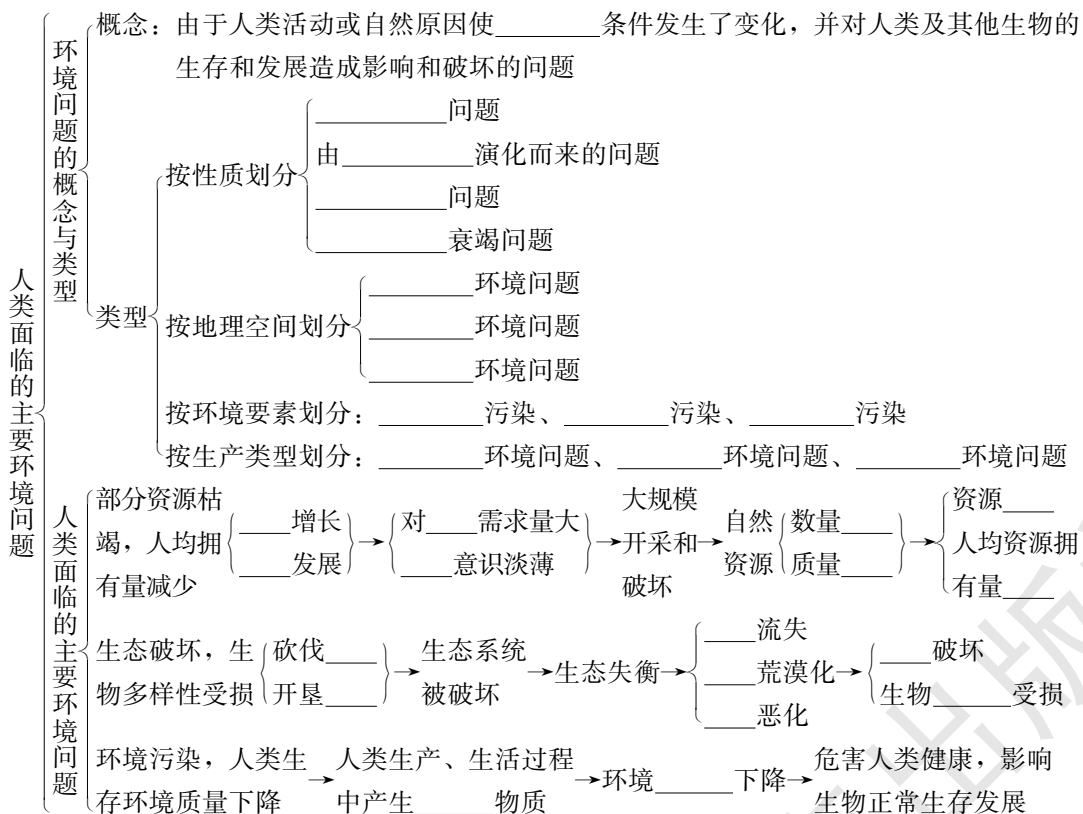 人类面临的主要环境问题
环境问题的概念与类型
概念：由于人类活动或自然原因使________条件发生了变化，并对人类及其他生物的
生存和发展造成影响和破坏的问题
类型
按性质划分
__________问题
由__________演化而来的问题
__________问题
__________衰竭问题
按地理空间划分
________环境问题
________环境问题
________环境问题
按环境要素划分：________污染、________污染、________污染
按生产类型划分：________环境问题、________环境问题、________环境问题
人类面临的主要环境问题
部分资源枯
竭，人均拥
有量减少
____增长
____发展
对____需求量大
____意识淡薄
大规模
开采和
破坏
自然
资源
数量____
质量____
资源____
人均资源拥
有量____
生态破坏，生
物多样性受损
砍伐____
开垦____
生态系统
被破坏
生态失衡
____流失
____荒漠化
____恶化
____破坏
生物______受损
环境污染，人类生
存环境质量下降
人类生产、生活过程
中产生______物质
环境______下降
危害人类健康，影响
生物正常生存发展
出版